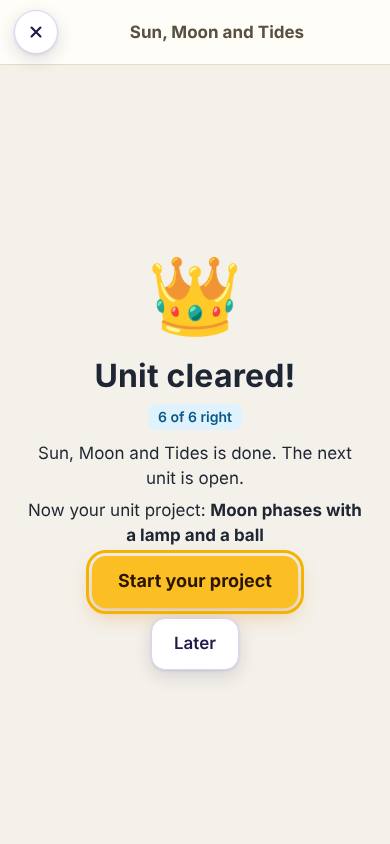 Sun, Moon and Tides
Unit cleared!
6 of 6 right
Sun, Moon and Tides is done. The next
unit is open.
Now your unit project: Moon phases with
a lamp and a ball
Start your project
Later